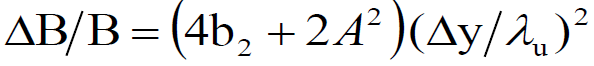 ΔB/B = (4b₂ + 2A²)(Δy/λᵤ)²